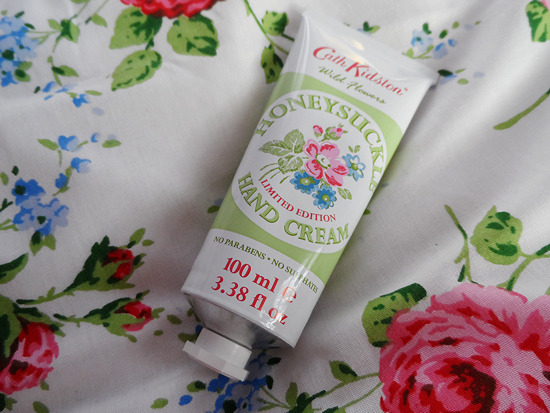 Cath Kidston®
Wild Flowers
HONEYSUCKLE
LIMITED EDITION
HAND CREAM
NO PARABENS • NO SULPHATES
100 ml ℮
3.38 fl oz